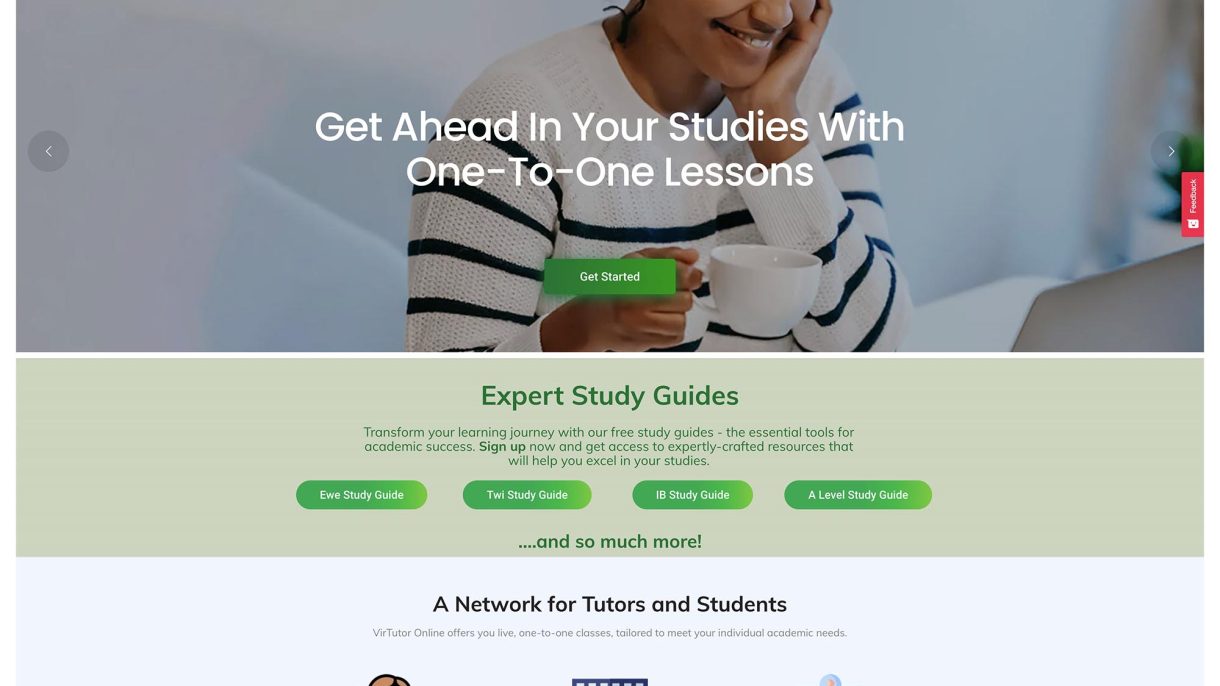 Get Ahead In Your Studies With
One-To-One Lessons
Feedback
Get Started
Expert Study Guides
Transform your learning journey with our free study guides - the essential tools for
academic success. Sign up now and get access to expertly-crafted resources that
will help you excel in your studies.
Ewe Study Guide
Twi Study Guide
IB Study Guide
A Level Study Guide
....and so much more!
A Network for Tutors and Students
VirTutor Online offers you live, one-to-one classes, tailored to meet your individual academic needs.